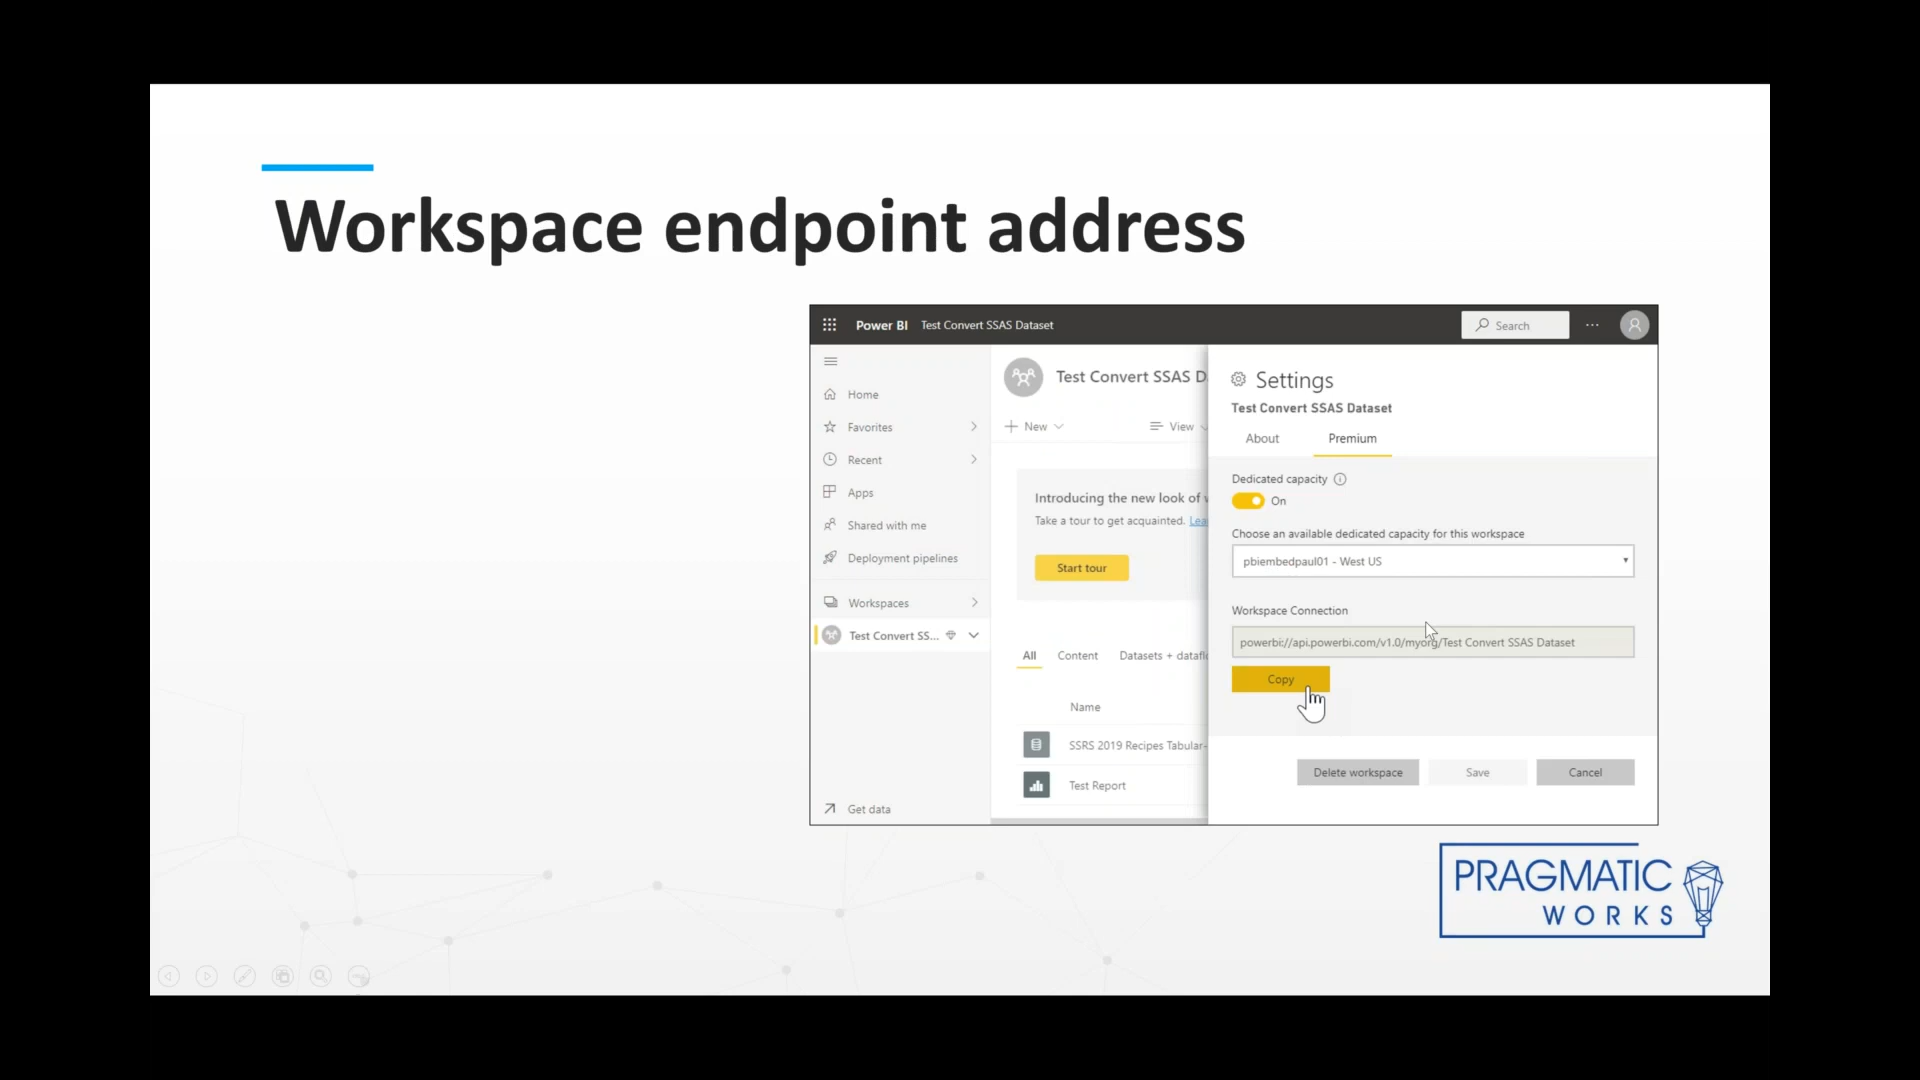 Workspace endpoint address
Power BI Test Convert SSAS Dataset
Search
Home
Favorites
Recent
Apps
Shared with me
Deployment pipelines
Workspaces
Test Convert SS...
Get data
Test Convert SSAS D
New
View
Introducing the new look of
Take a tour to get acquainted. Lea
Start tour
All Content Datasets + datafl
Name
SSRS 2019 Recipes Tabular-
Test Report
Settings
Test Convert SSAS Dataset
About Premium
Dedicated capacity
On
Choose an available dedicated capacity for this workspace
pbiembedpaul01 - West US
Workspace Connection
powerbi://api.powerbi.com/v1.0/myorg/Test Convert SSAS Dataset
Copy
Delete workspace Save Cancel
PRAGMATIC
WORKS